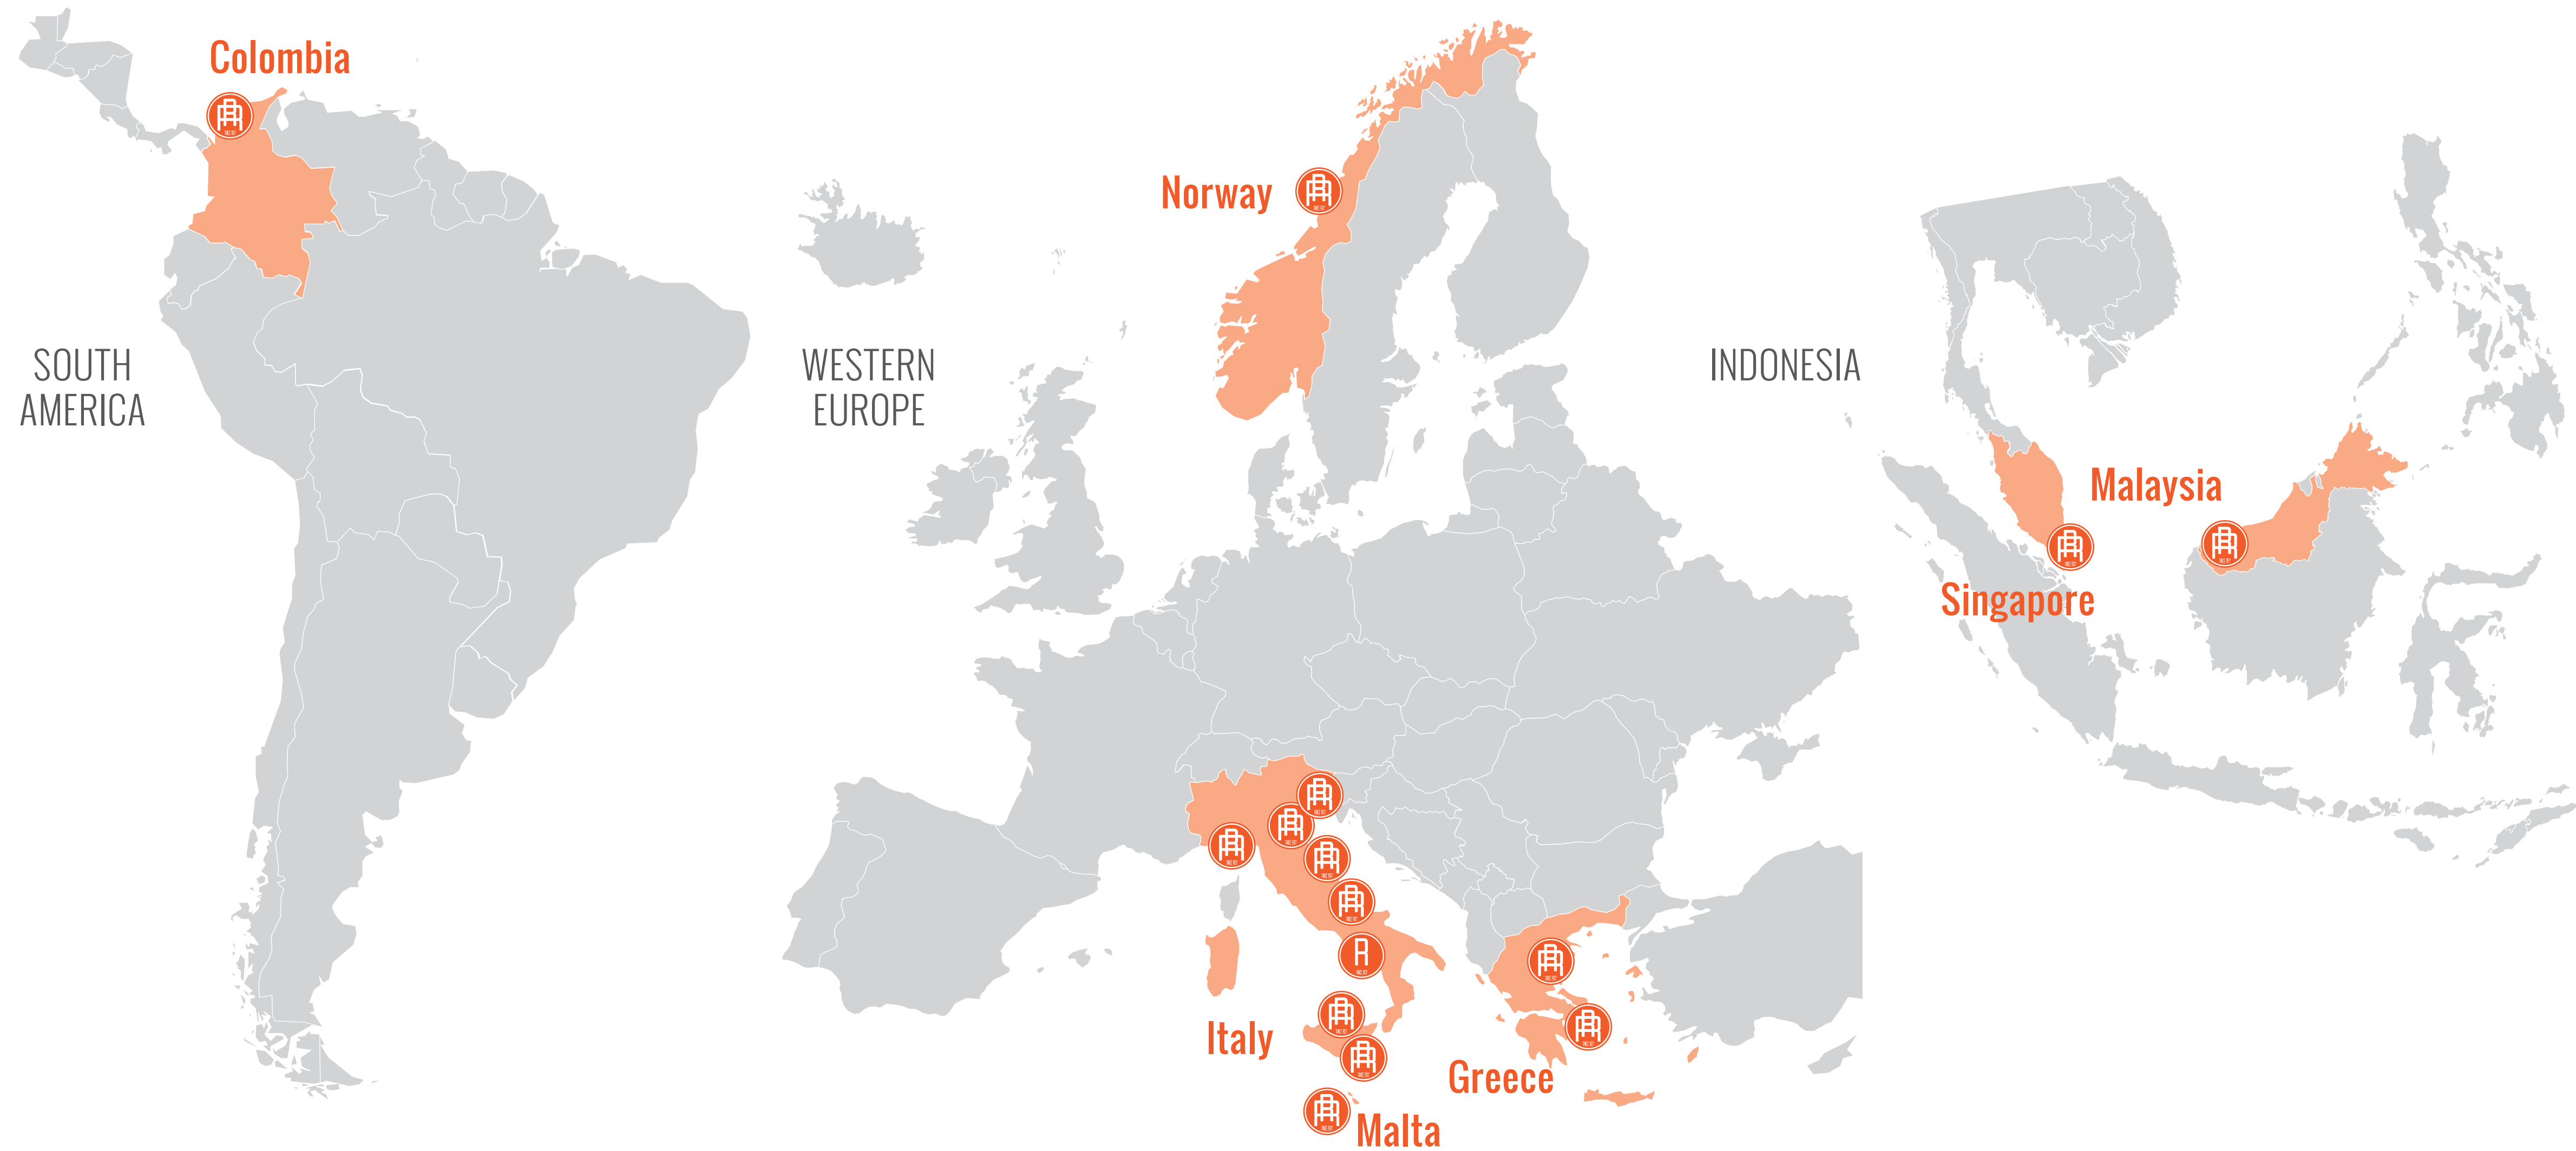 Colombia
SOUTH
AMERICA
Norway
WESTERN
EUROPE
Italy
Greece
Malta
INDONESIA
Malaysia
Singapore